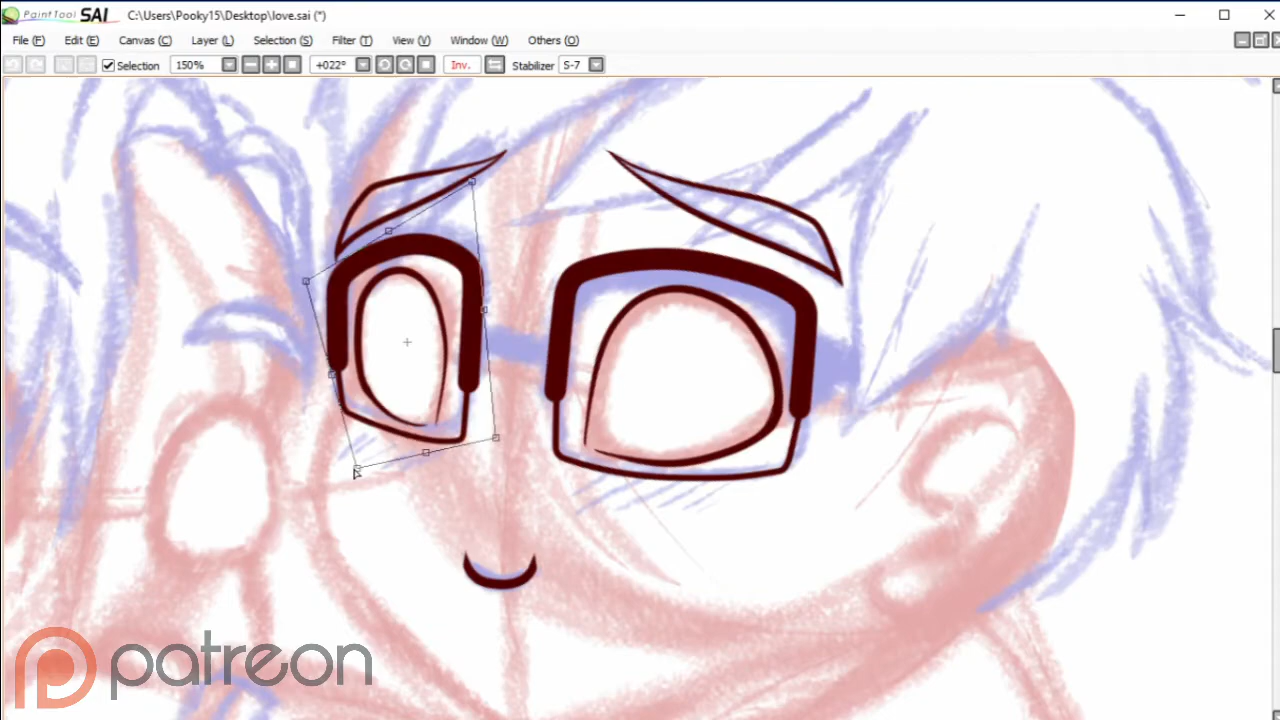 PaintTool SAI C:\Users\Pooky15\Desktop\love.sai (*)
File (F) Edit (E) Canvas (C) Layer (L) Selection (S) Filter (T) View (V) Window (W) Others (O)
Selection 150% +022° Inv. Stabilizer S-7
patreon